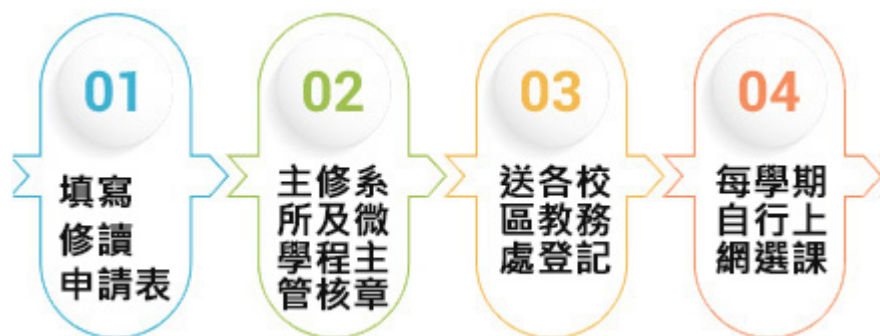 01
填寫
修讀
申請表
02
主修系
所及微
學程主
管核章
03
送各校
區教務
處登記
04
每學期
自行上
網選課